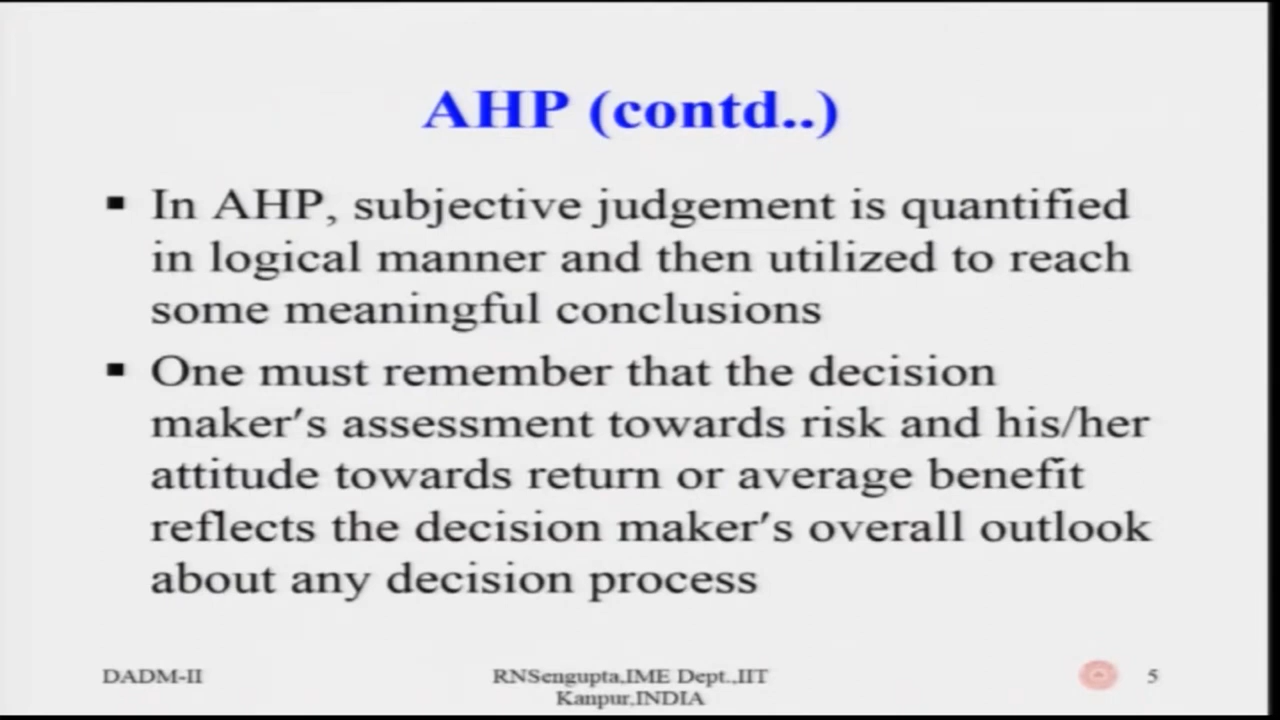 AHP (contd..)
▪ In AHP, subjective judgement is quantified
in logical manner and then utilized to reach
some meaningful conclusions
▪ One must remember that the decision
maker′s assessment towards risk and his/her
attitude towards return or average benefit
reflects the decision maker′s overall outlook
about any decision process
DADM-II
RNSengupta,IME Dept.,IIT
Kanpur,INDIA
5